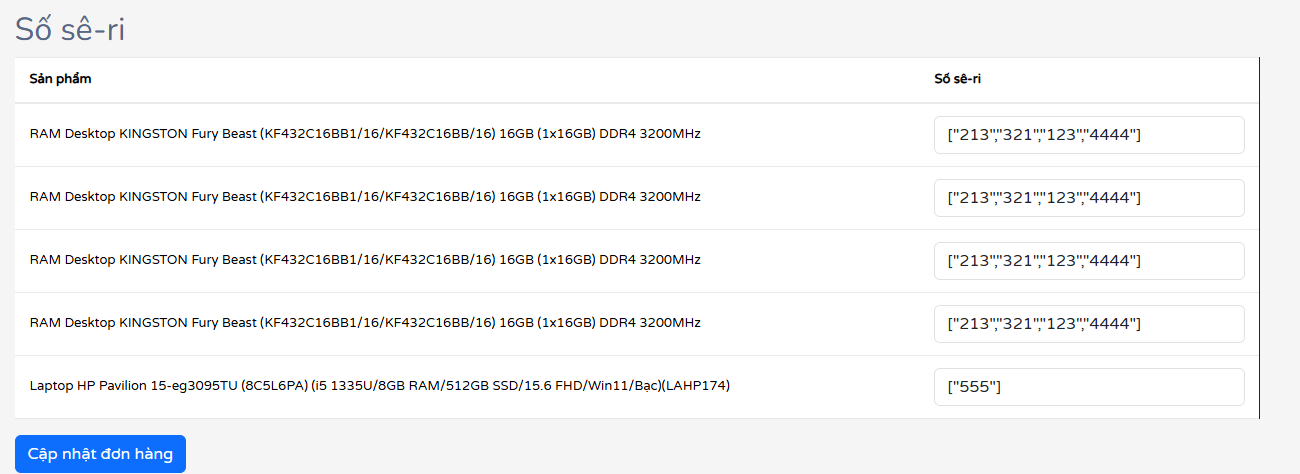 Số sê-ri
Sản phẩm Số sê-ri
RAM Desktop KINGSTON Fury Beast (KF432C16BB1/16/KF432C16BB/16) 16GB (1x16GB) DDR4 3200MHz ["213","321","123","4444"]
RAM Desktop KINGSTON Fury Beast (KF432C16BB1/16/KF432C16BB/16) 16GB (1x16GB) DDR4 3200MHz ["213","321","123","4444"]
RAM Desktop KINGSTON Fury Beast (KF432C16BB1/16/KF432C16BB/16) 16GB (1x16GB) DDR4 3200MHz ["213","321","123","4444"]
RAM Desktop KINGSTON Fury Beast (KF432C16BB1/16/KF432C16BB/16) 16GB (1x16GB) DDR4 3200MHz ["213","321","123","4444"]
Laptop HP Pavilion 15-eg3095TU (8C5L6PA) (i5 1335U/8GB RAM/512GB SSD/15.6 FHD/Win11/Bạc)(LAHP174) ["555"]
Cập nhật đơn hàng